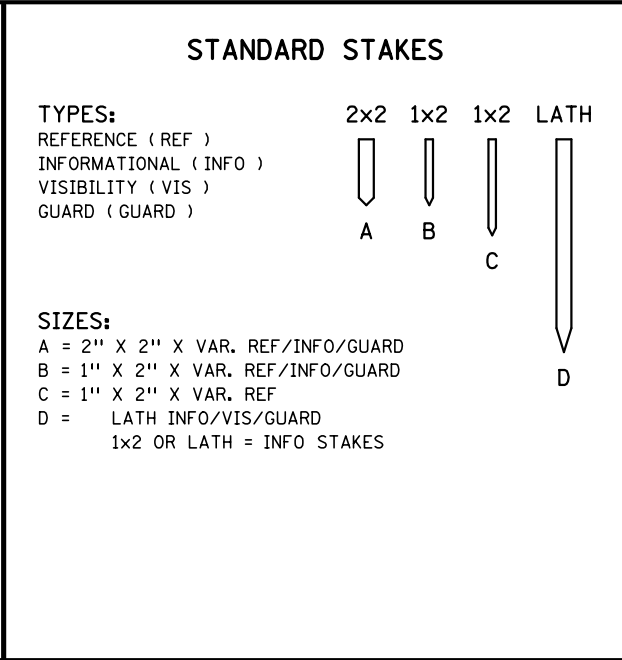 STANDARD STAKES
TYPES:
REFERENCE ( REF )
INFORMATIONAL ( INFO )
VISIBILITY ( VIS )
GUARD ( GUARD )
2x2 1x2 1x2 LATH
A
B
C
D
SIZES:
A = 2'' X 2'' X VAR. REF/INFO/GUARD
B = 1'' X 2'' X VAR. REF/INFO/GUARD
C = 1'' X 2'' X VAR. REF
D = LATH INFO/VIS/GUARD
1x2 OR LATH = INFO STAKES